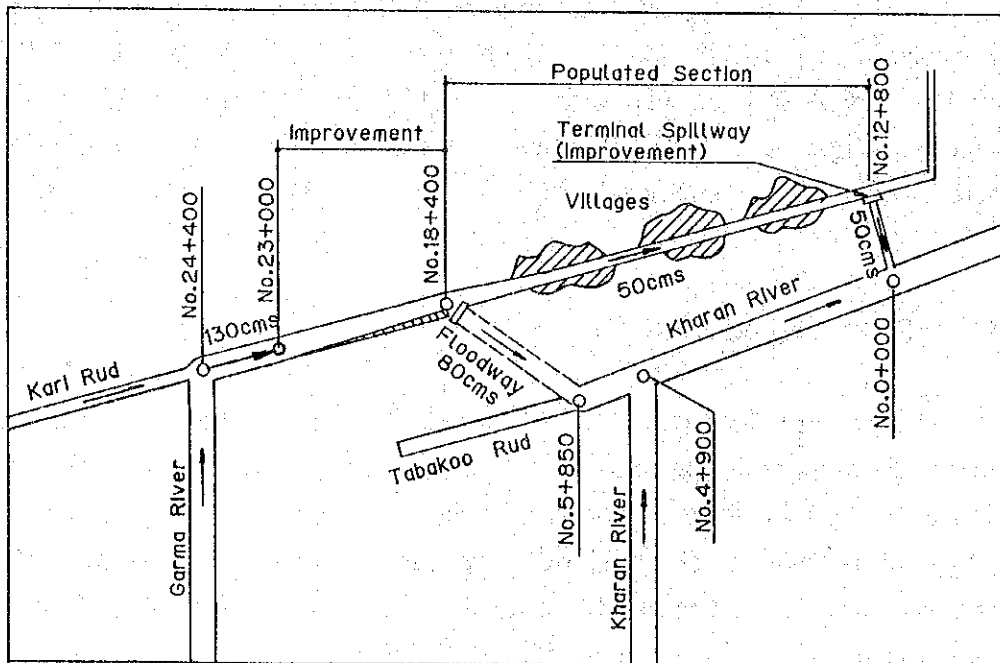 Populated Section
Improvement
Terminal Spillway
(Improvement)
No.12+800
No.18+400
No.23+000
No.24+400
Villages
50cms
130cms
50cms
Kharan River
Karl Rud
Floodway
80cms
No.0+000
Tabakoo Rud
No.5+850
No.4+900
Garma River
Kharan River